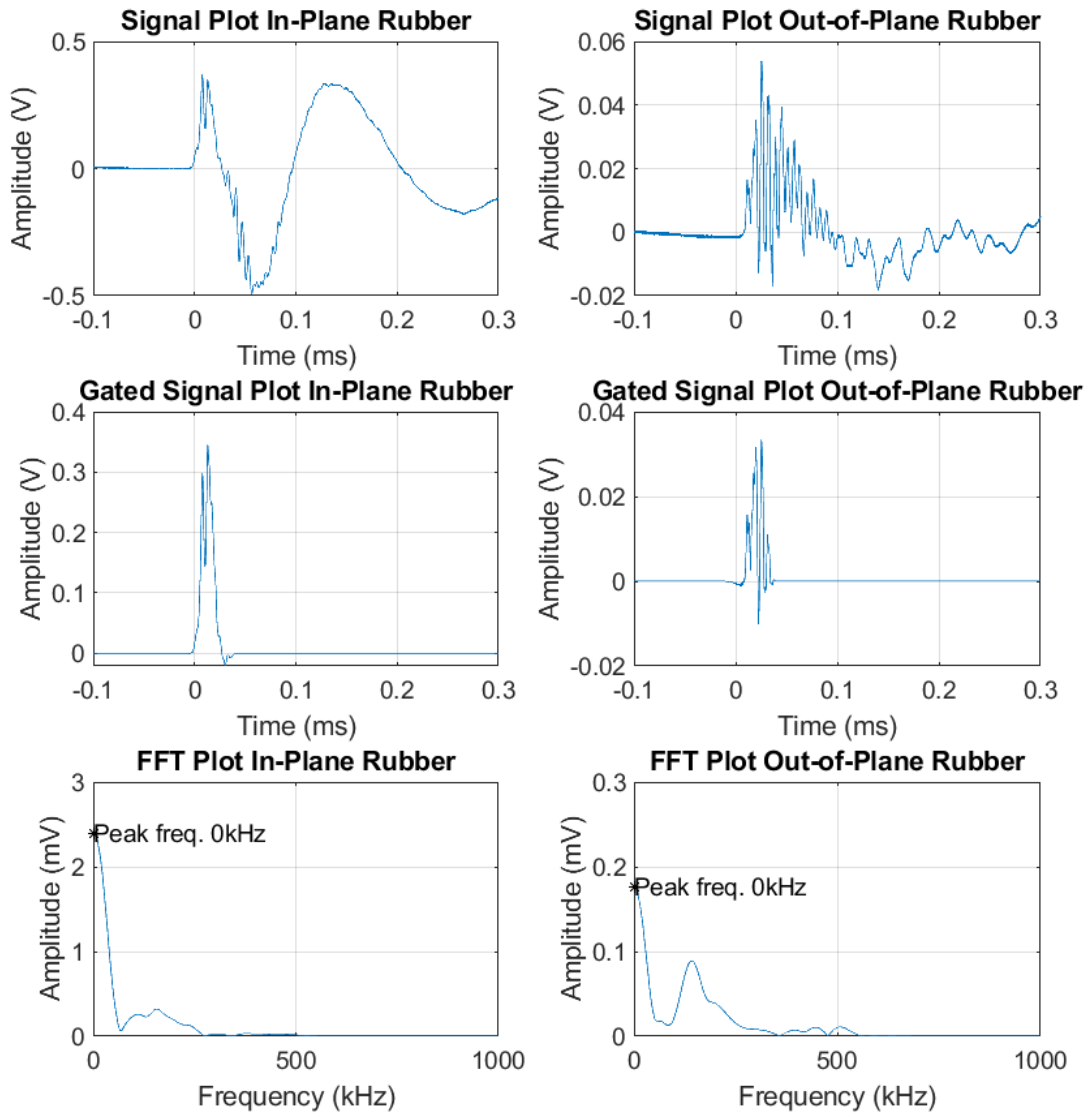 Signal Plot In-Plane Rubber
0.5
0
-0.5
Amplitude (V)
-0.1
0
0.1
0.2
0.3
Time (ms)
Signal Plot Out-of-Plane Rubber
0.06
0.04
0.02
0
-0.02
Amplitude (V)
-0.1
0
0.1
0.2
0.3
Time (ms)
Gated Signal Plot In-Plane Rubber
0.4
0.3
0.2
0.1
0
Amplitude (V)
-0.1
0
0.1
0.2
0.3
Time (ms)
Gated Signal Plot Out-of-Plane Rubber
0.04
0.02
0
-0.02
Amplitude (V)
-0.1
0
0.1
0.2
0.3
Time (ms)
FFT Plot In-Plane Rubber
3
2
1
0
Amplitude (mV)
Peak freq. 0kHz
0
500
1000
Frequency (kHz)
FFT Plot Out-of-Plane Rubber
0.3
0.2
0.1
0
Amplitude (mV)
Peak freq. 0kHz
0
500
1000
Frequency (kHz)